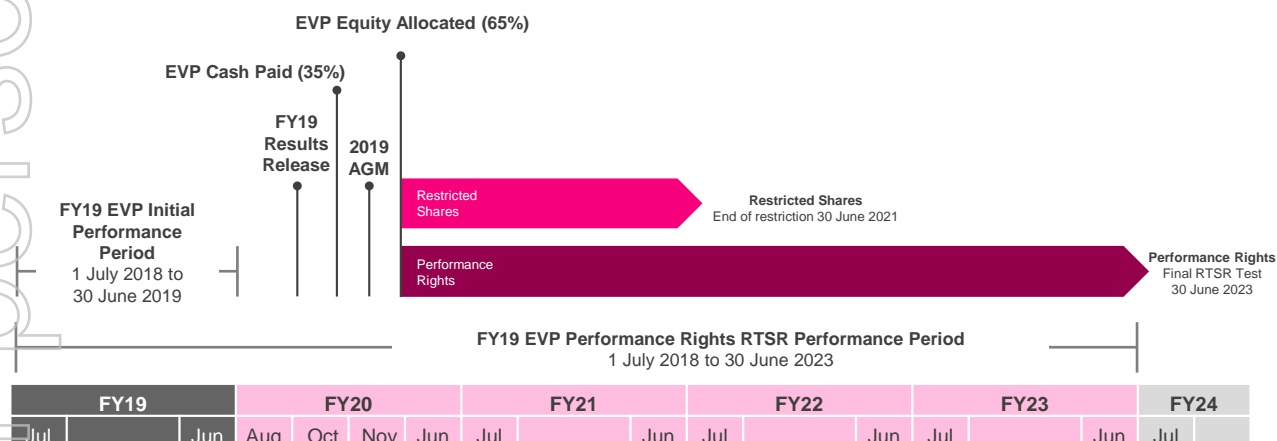 EVP Equity Allocated (65%)
EVP Cash Paid (35%)
FY19
Results
Release
2019
AGM
Restricted
Shares
Restricted Shares
End of restriction 30 June 2021
FY19 EVP Initial
Performance
Period
1 July 2018 to
30 June 2019
Performance
Rights
Performance Rights
Final RTSR Test
30 June 2023
FY19 EVP Performance Rights RTSR Performance Period
1 July 2018 to 30 June 2023
FY19 FY20 FY21 FY22 FY23 FY24
Jul Jun Aug Oct Nov Jun Jul Jun Jul Jun Jul Jun Jul